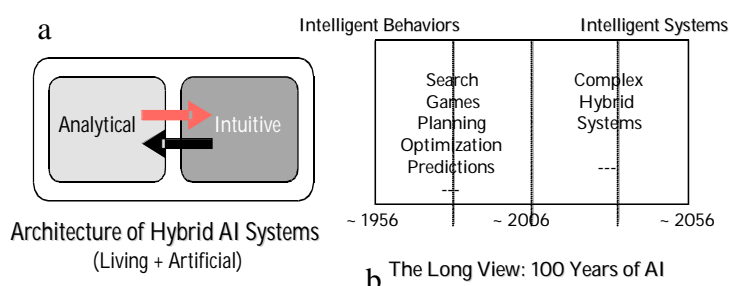 a
Analytical
Intuitive
Architecture of Hybrid AI Systems
(Living + Artificial)
Intelligent Behaviors
Intelligent Systems
Search
Games
Planning
Optimization
Predictions
---
Complex
Hybrid
Systems
---
~ 1956
~ 2006
~ 2056
b The Long View: 100 Years of AI